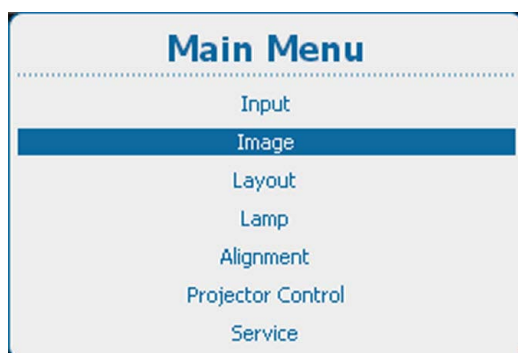 Main Menu
Input
Image
Layout
Lamp
Alignment
Projector Control
Service